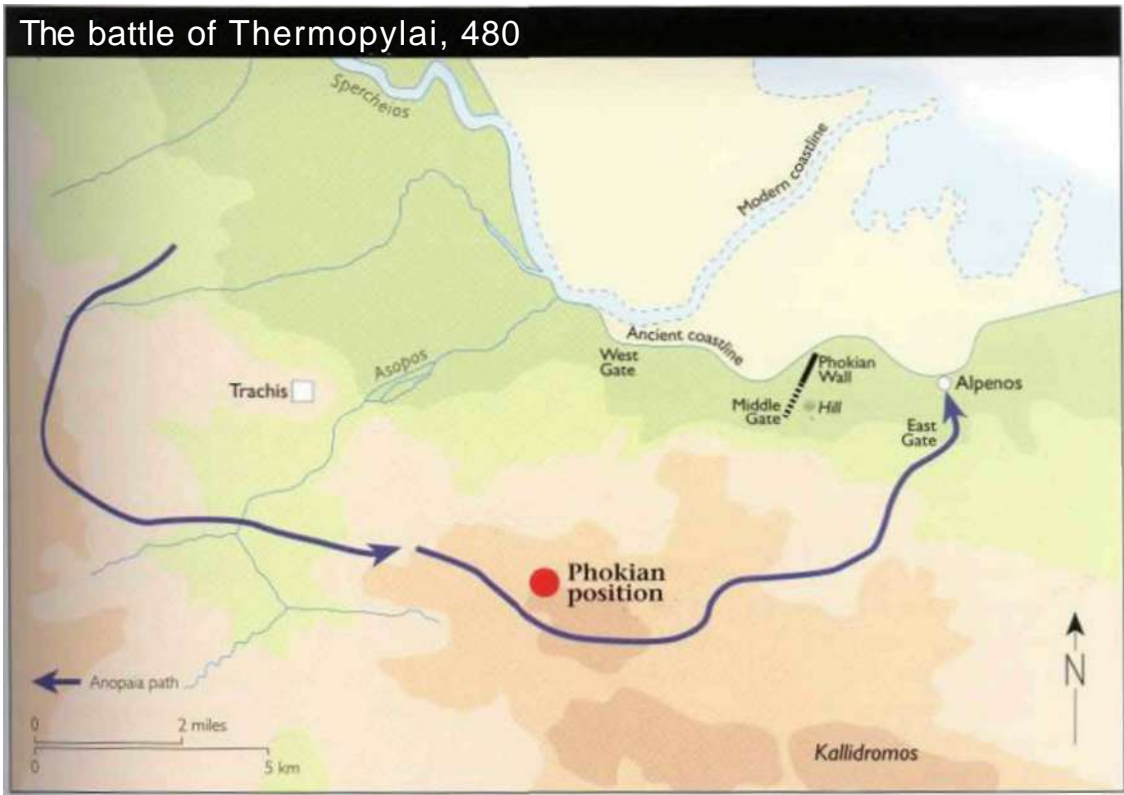 The battle of Thermopylai, 480
Spercheios
Modern coastline
Ancient coastline
West
Gate
Phokian
Wall
Trachis
Asopos
Alpenos
Middle
Gate
Hill
East
Gate
Phokian
position
N
Anopaia path
0
2 miles
0
5 km
Kallidromos